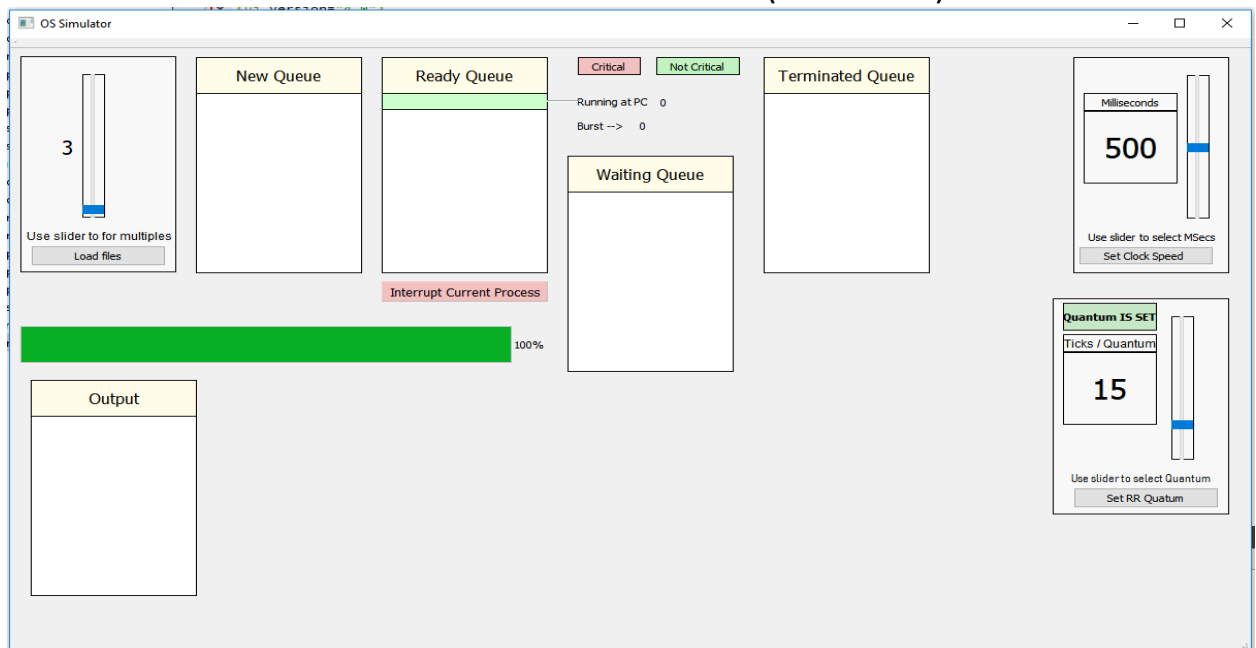 OS Simulator
New Queue
Ready Queue
Critical
Not Critical
Terminated Queue
Running at PC 0
Burst --> 0
Milliseconds
500
3
Waiting Queue
Use slider to for multiples
Load files
Use slider to select MSecs
Set Clock Speed
Interrupt Current Process
Quantum IS SET
Ticks / Quantum
100%
15
Output
Use slider to select Quantum
Set RR Quatum